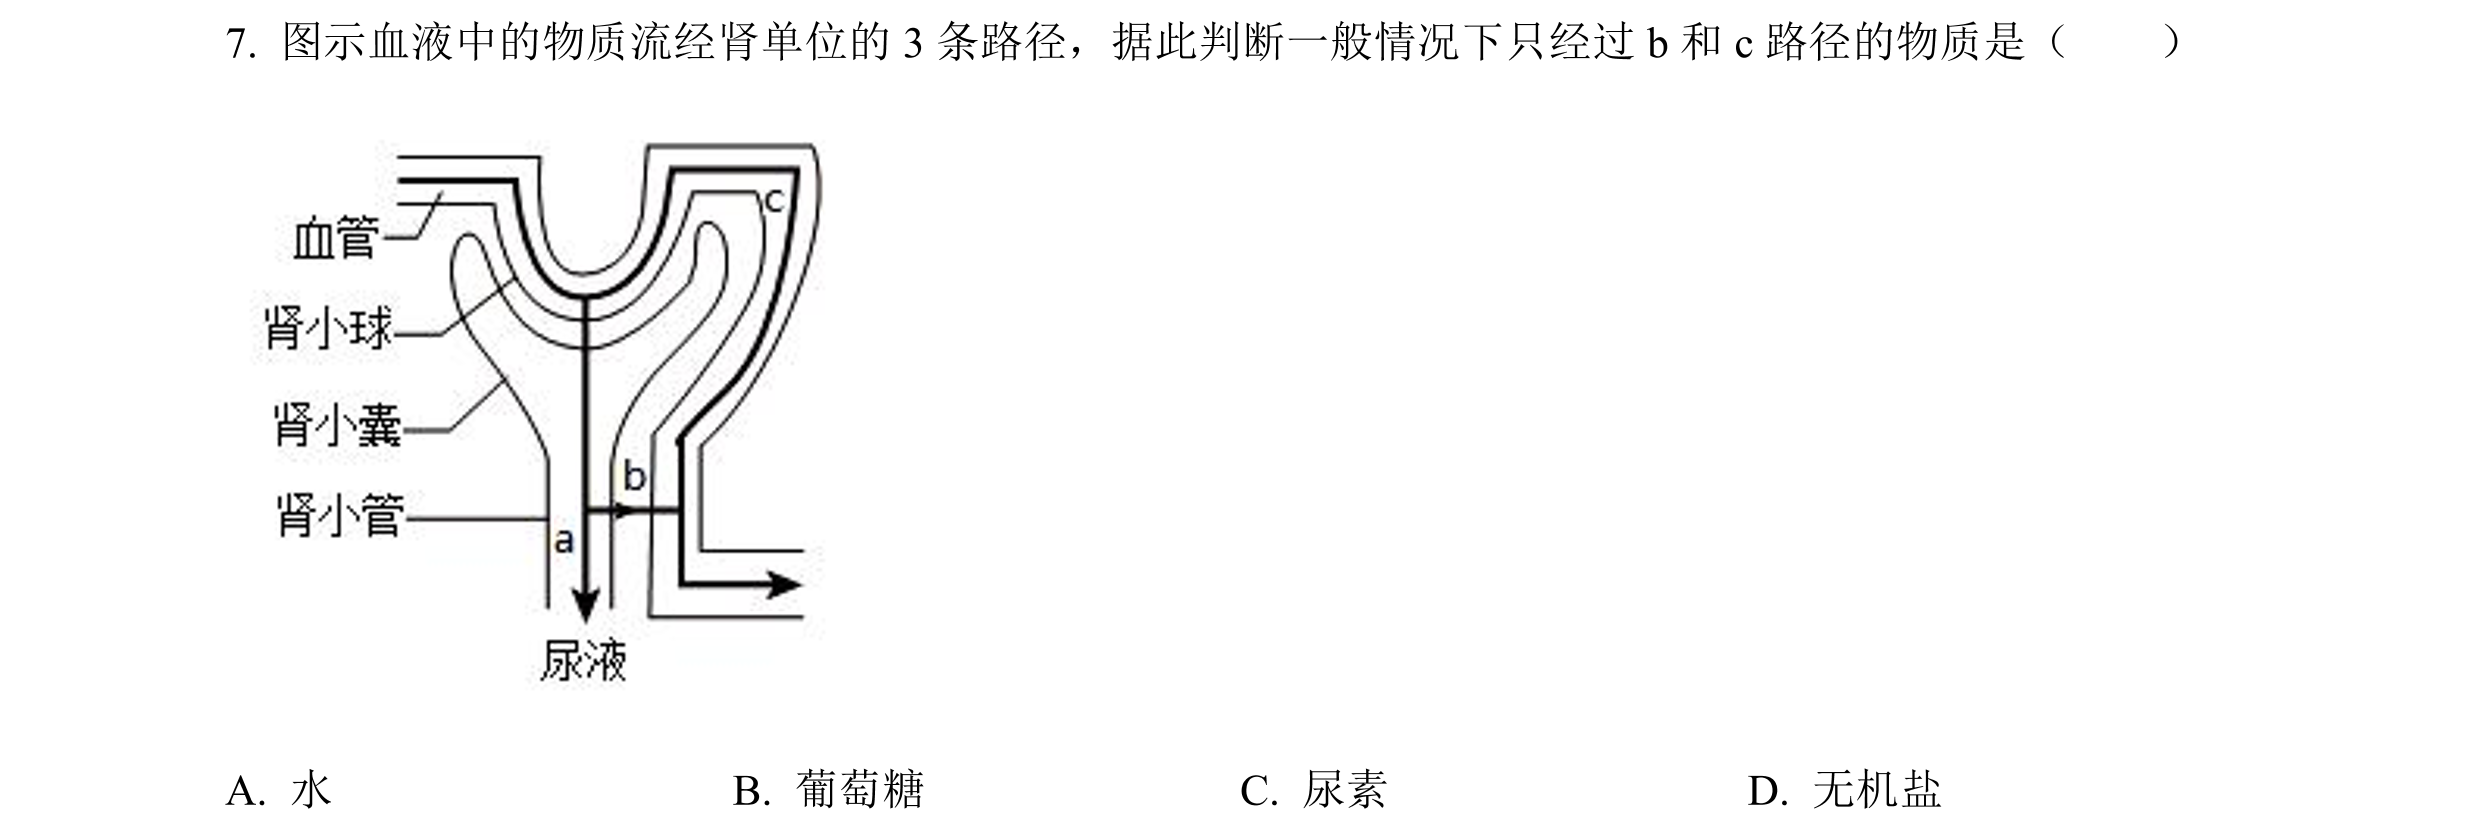 7. 图示血液中的物质流经肾单位的 3 条路径，据此判断一般情况下只经过 b 和 c 路径的物质是（　　）
c
血管
肾小球
肾小囊
b
肾小管
a
尿液
A. 水 B. 葡萄糖 C. 尿素 D. 无机盐